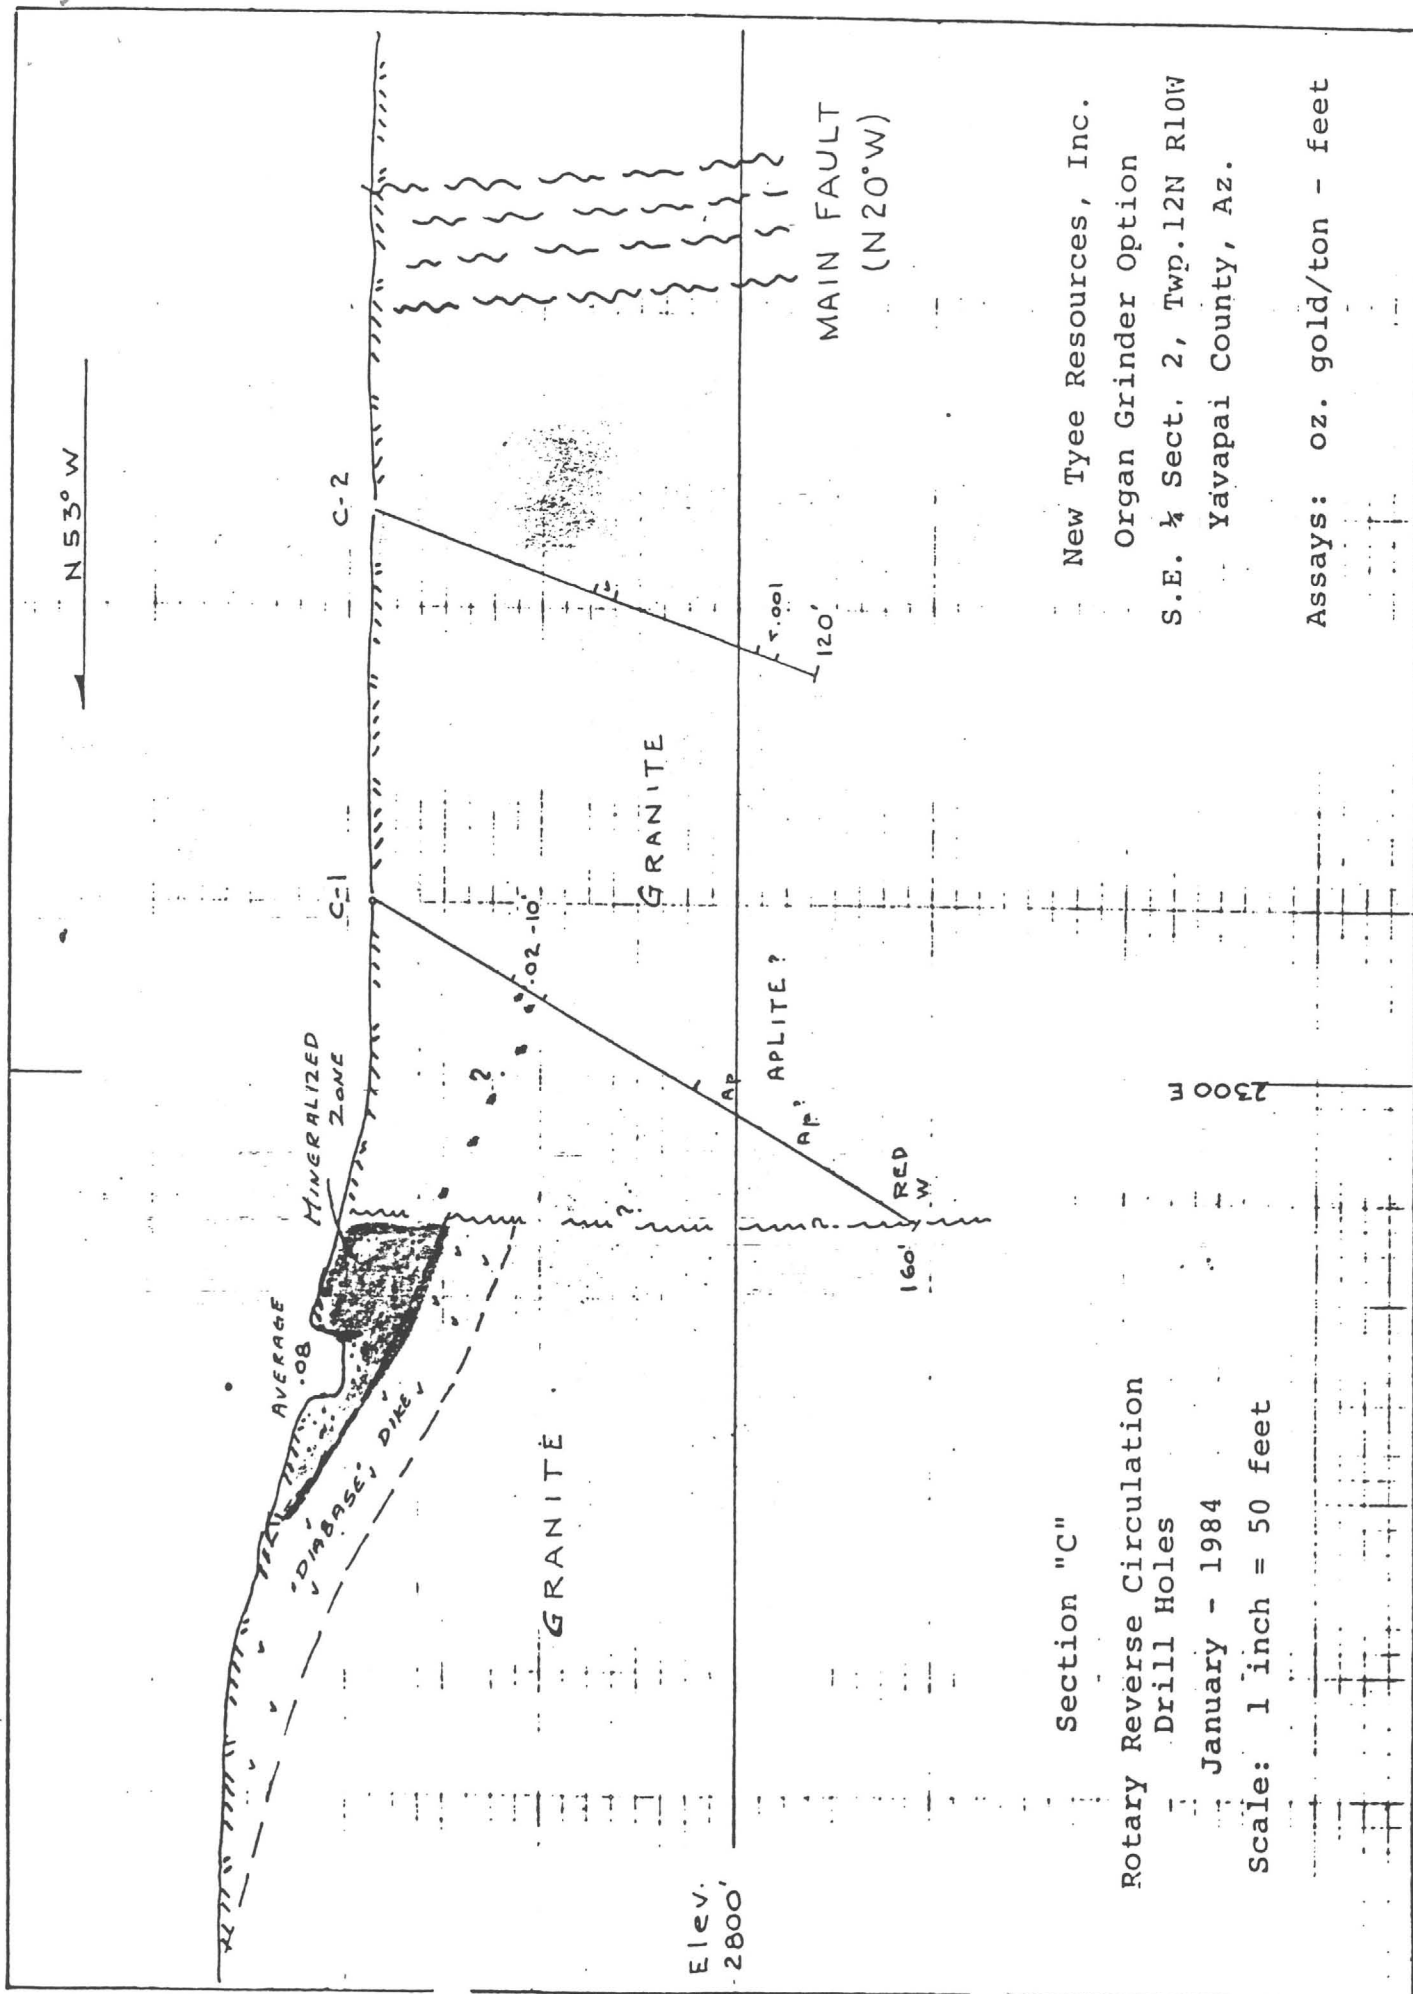 N 53° W
C-2
C-1
MINERALIZED
ZONE
AVERAGE
.08
.02 - 10'
DIABASE DIKE
GRANITE
GRANITE
MAIN FAULT
(N 20° W)
?
?
Ap
APLITE?
Ap?
RED
W
160'
T.001
120'
Elev.
2800'
2300 E
Section "C"
Rotary Reverse Circulation
Drill Holes
January - 1984
Scale: 1 inch = 50 feet
New Tyee Resources, Inc.
Organ Grinder Option
S.E. ¼ Sect. 2, Twp.12N R10W
Yavapai County, Az.
Assays: oz. gold/ton - feet